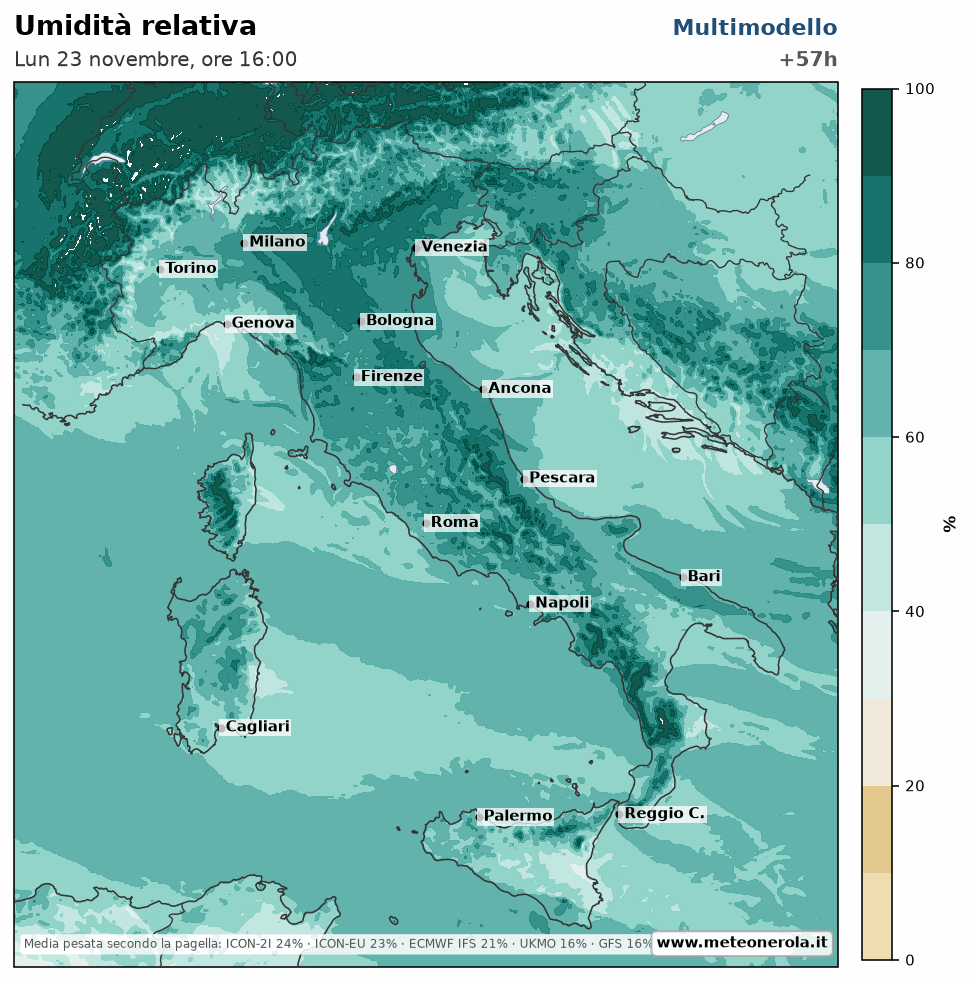 Umidità relativa
Multimodello
Lun 23 novembre, ore 16:00
+57h
100
80
60
40
20
0
%
Milano
Venezia
Torino
Genova
Bologna
Firenze
Ancona
Pescara
Roma
Bari
Napoli
Cagliari
Palermo
Reggio C.
Media pesata secondo la pagella: ICON-2I 24% · ICON-EU 23% · ECMWF IFS 21% · UKMO 16% · GFS 16%
www.meteonerola.it